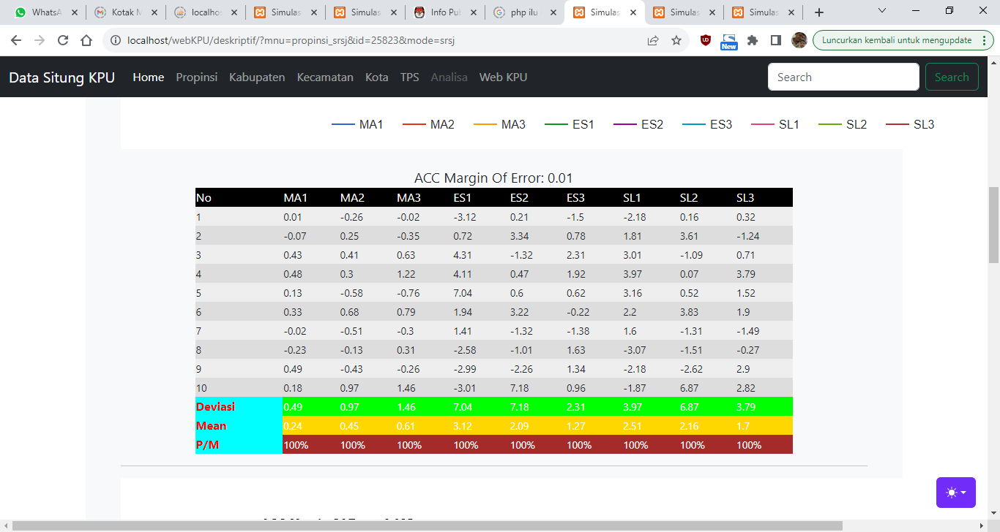 WhatsA
Kotak M
localhos
Simulas
Simulas
Info Pub
php ilu
Simulas
Simulas
Simulas
localhost/webKPU/deskriptif/?mnu=propinsi_srsj&id=25823&mode=srsj
New
Luncurkan kembali untuk mengupdate
Data Situng KPU Home Propinsi Kabupaten Kecamatan Kota TPS Analisa Web KPU Search Search
MA1 MA2 MA3 ES1 ES2 ES3 SL1 SL2 SL3
ACC Margin Of Error: 0.01
No MA1 MA2 MA3 ES1 ES2 ES3 SL1 SL2 SL3
1 0.01 -0.26 -0.02 -3.12 0.21 -1.5 -2.18 0.16 0.32
2 -0.07 0.25 -0.35 0.72 3.34 0.78 1.81 3.61 -1.24
3 0.43 0.41 0.63 4.31 -1.32 2.31 3.01 -1.09 0.71
4 0.48 0.3 1.22 4.11 0.47 1.92 3.97 0.07 3.79
5 0.13 -0.58 -0.76 7.04 0.6 0.62 3.16 0.52 1.52
6 0.33 0.68 0.79 1.94 3.22 -0.22 2.2 3.83 1.9
7 -0.02 -0.51 -0.3 1.41 -1.32 -1.38 1.6 -1.31 -1.49
8 -0.23 -0.13 0.31 -2.58 -1.01 1.63 -3.07 -1.51 -0.27
9 0.49 -0.43 -0.26 -2.99 -2.26 1.34 -2.18 -2.62 2.9
10 0.18 0.97 1.46 -3.01 7.18 0.96 -1.87 6.87 2.82
Deviasi 0.49 0.97 1.46 7.04 7.18 2.31 3.97 6.87 3.79
Mean 0.24 0.45 0.61 3.12 2.09 1.27 2.51 2.16 1.7
P/M 100% 100% 100% 100% 100% 100% 100% 100% 100%